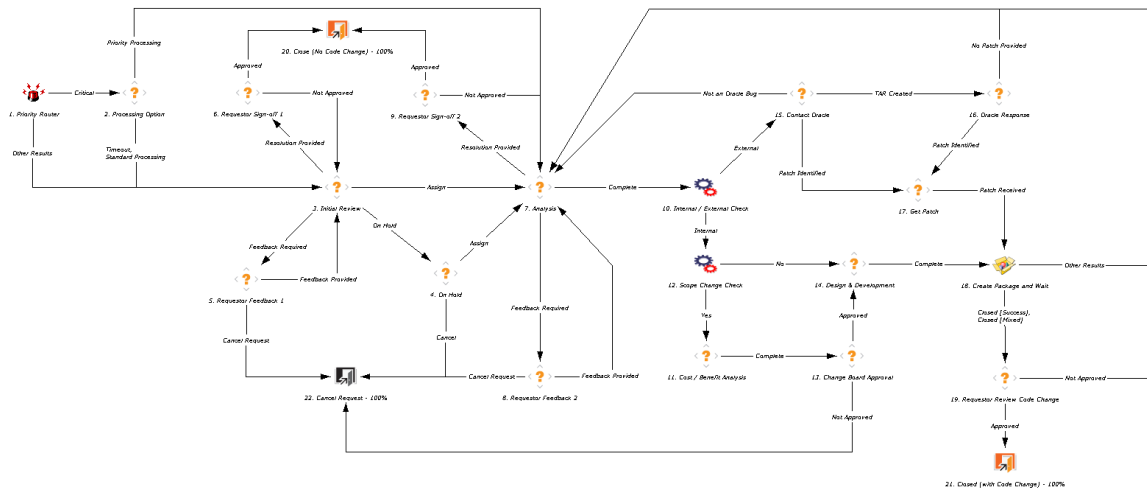 Priority Processing
No Patch Provided
20. Close (No Code Change) - 100%
Approved
Approved
Critical
Not Approved
Not Approved
Not an Oracle Bug
TAR Created
1. Priority Router
2. Processing Option
6. Requestor Sign-off 1
9. Requestor Sign-off 2
15. Contact Oracle
16. Oracle Response
Other Results
Timeout,
Standard Processing
Resolution Provided
Resolution Provided
External
Patch Identified
Patch Identified
Assign
Complete
Patch Received
3. Initial Review
7. Analysis
10. Internal / External Check
17. Get Patch
On Hold
Internal
Feedback Required
Assign
No
Complete
Other Results
Feedback Provided
5. Requestor Feedback 1
4. On Hold
12. Scope Change Check
14. Design & Development
18. Create Package and Wait
Feedback Required
Yes
Approved
Closed [Success],
Closed [Mixed]
Cancel Request
Cancel
Complete
Cancel Request
Feedback Provided
Not Approved
22. Cancel Request - 100%
8. Requestor Feedback 2
11. Cost / Benefit Analysis
13. Change Board Approval
19. Requestor Review Code Change
Not Approved
Approved
21. Closed (with Code Change) - 100%